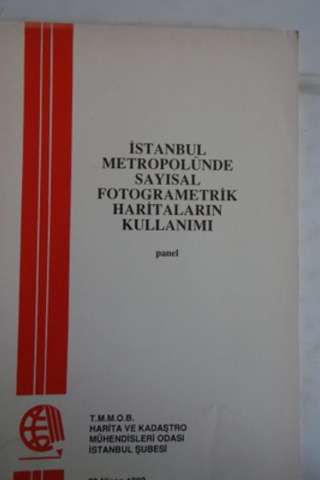 İSTANBUL
METROPOLÜNDE
SAYISAL
FOTOGRAMETRİK
HARİTALARIN
KULLANIMI
panel
T.M.M.O.B.
HARİTA VE KADASTRO
MÜHENDİSLERİ ODASI
İSTANBUL ŞUBESİ